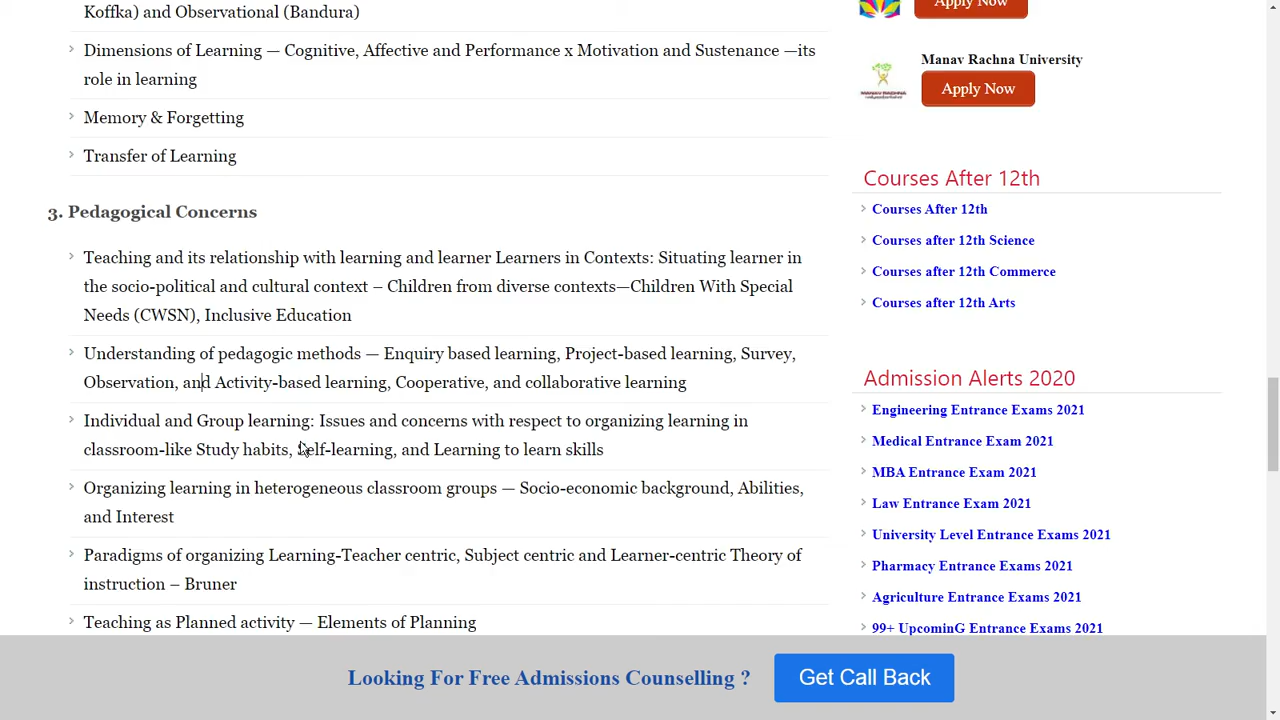 Koffka) and Observational (Bandura)
Dimensions of Learning — Cognitive, Affective and Performance x Motivation and Sustenance —its
role in learning
Memory & Forgetting
Transfer of Learning
3. Pedagogical Concerns
Teaching and its relationship with learning and learner Learners in Contexts: Situating learner in
the socio-political and cultural context – Children from diverse contexts—Children With Special
Needs (CWSN), Inclusive Education
Understanding of pedagogic methods — Enquiry based learning, Project-based learning, Survey,
Observation, and Activity-based learning, Cooperative, and collaborative learning
Individual and Group learning: Issues and concerns with respect to organizing learning in
classroom-like Study habits, Self-learning, and Learning to learn skills
Organizing learning in heterogeneous classroom groups — Socio-economic background, Abilities,
and Interest
Paradigms of organizing Learning-Teacher centric, Subject centric and Learner-centric Theory of
instruction – Bruner
Teaching as Planned activity — Elements of Planning
Apply Now
Manav Rachna University
Apply Now
Courses After 12th
Courses After 12th
Courses after 12th Science
Courses after 12th Commerce
Courses after 12th Arts
Admission Alerts 2020
Engineering Entrance Exams 2021
Medical Entrance Exam 2021
MBA Entrance Exam 2021
Law Entrance Exam 2021
University Level Entrance Exams 2021
Pharmacy Entrance Exams 2021
Agriculture Entrance Exams 2021
99+ UpcominG Entrance Exams 2021
Looking For Free Admissions Counselling ?
Get Call Back